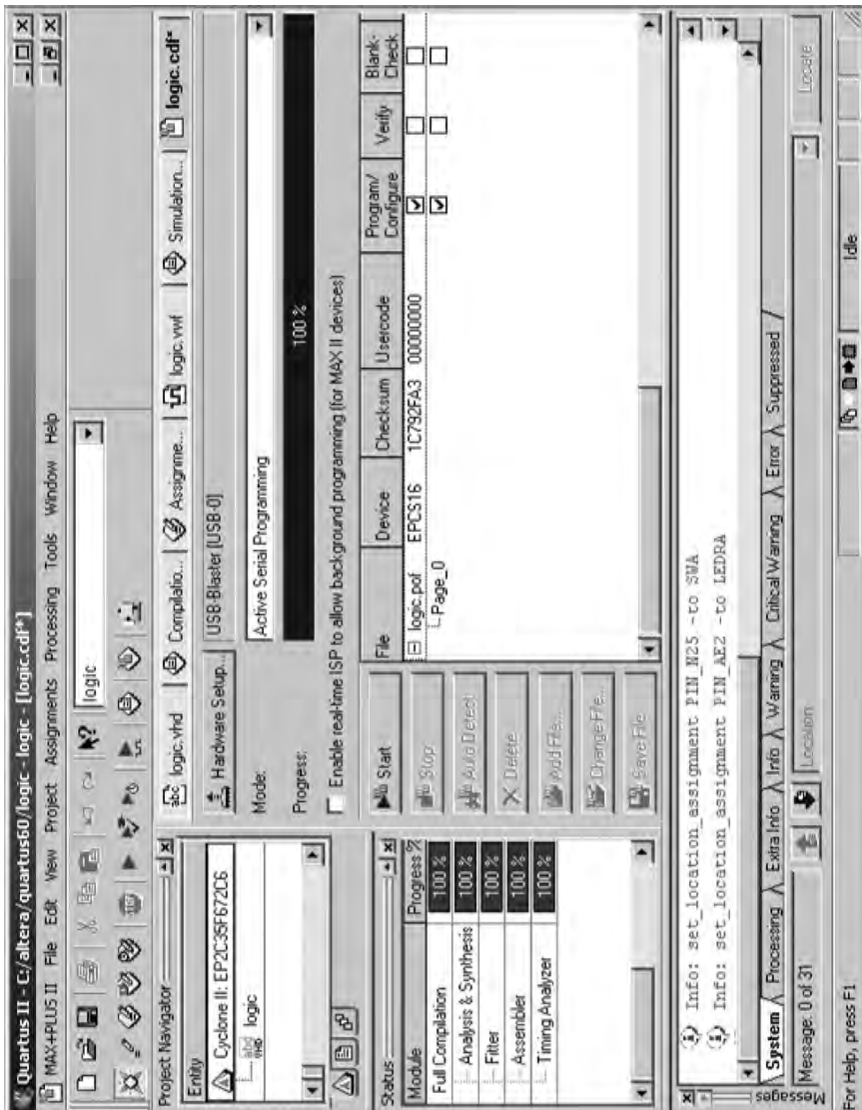 Quartus II - C:/altera/quartus60/logic - logic - [logic.cdf*]
MAX+PLUS II File Edit View Project Assignments Processing Tools Window Help
logic
Project Navigator
Entity
Cyclone II: EP2C35F672C6
logic
Status
Module Progress %
Full Compilation 100 %
Analysis & Synthesis 100 %
Fitter 100 %
Assembler 100 %
Timing Analyzer 100 %
logic.vhd Compilatio... Assignme... logic.vwf Simulation... logic.cdf*
Hardware Setup... USB-Blaster [USB-0]
Mode: Active Serial Programming
Progress: 100 %
Enable real-time ISP to allow background programming (for MAX II devices)
Start
Stop
Auto Detect
Delete
Add File...
Change File...
Save File
File Device Checksum Usercode Program/Configure Verify Blank-Check
logic.pof EPCS16 1C792FA3 00000000
Page_0
Info: set_location_assignment PIN_N25 -to SWA
Info: set_location_assignment PIN_AE2 -to LEDRA
System Processing Extra Info Info Warning Critical Warning Error Suppressed
Messages
Message: 0 of 31 Location Locate
For Help, press F1 Idle